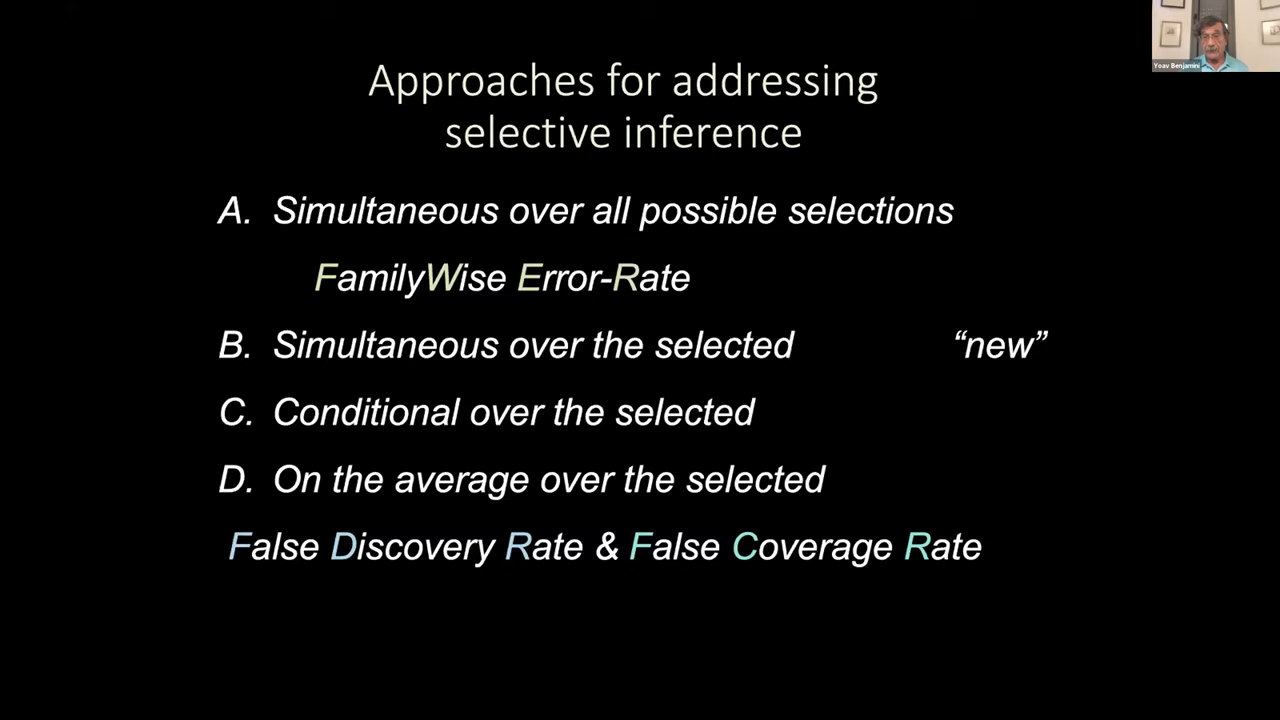 Yoav Benjamini
Approaches for addressing
selective inference
A. Simultaneous over all possible selections
FamilyWise Error-Rate
B. Simultaneous over the selected “new”
C. Conditional over the selected
D. On the average over the selected
False Discovery Rate & False Coverage Rate